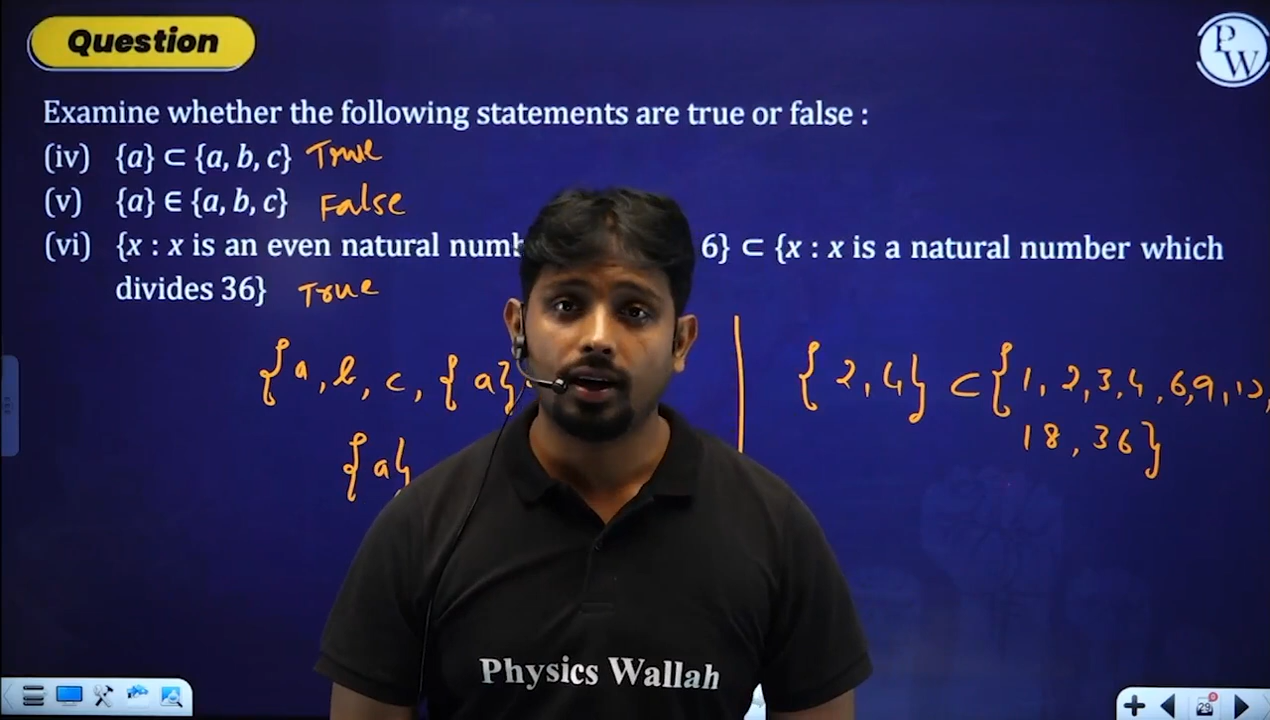 Question
PW
Examine whether the following statements are true or false :
(iv) {a} ⊂ {a, b, c} True
(v) {a} ∈ {a, b, c} False
(vi) {x : x is an even natural 6} ⊂ {x : x is a natural number which
divides 36} True
{a, b, c, {a}
{a}
{2, 4} ⊂ {1, 2, 3, 4, 6, 9, 12,
18, 36}
Physics Wallah
29